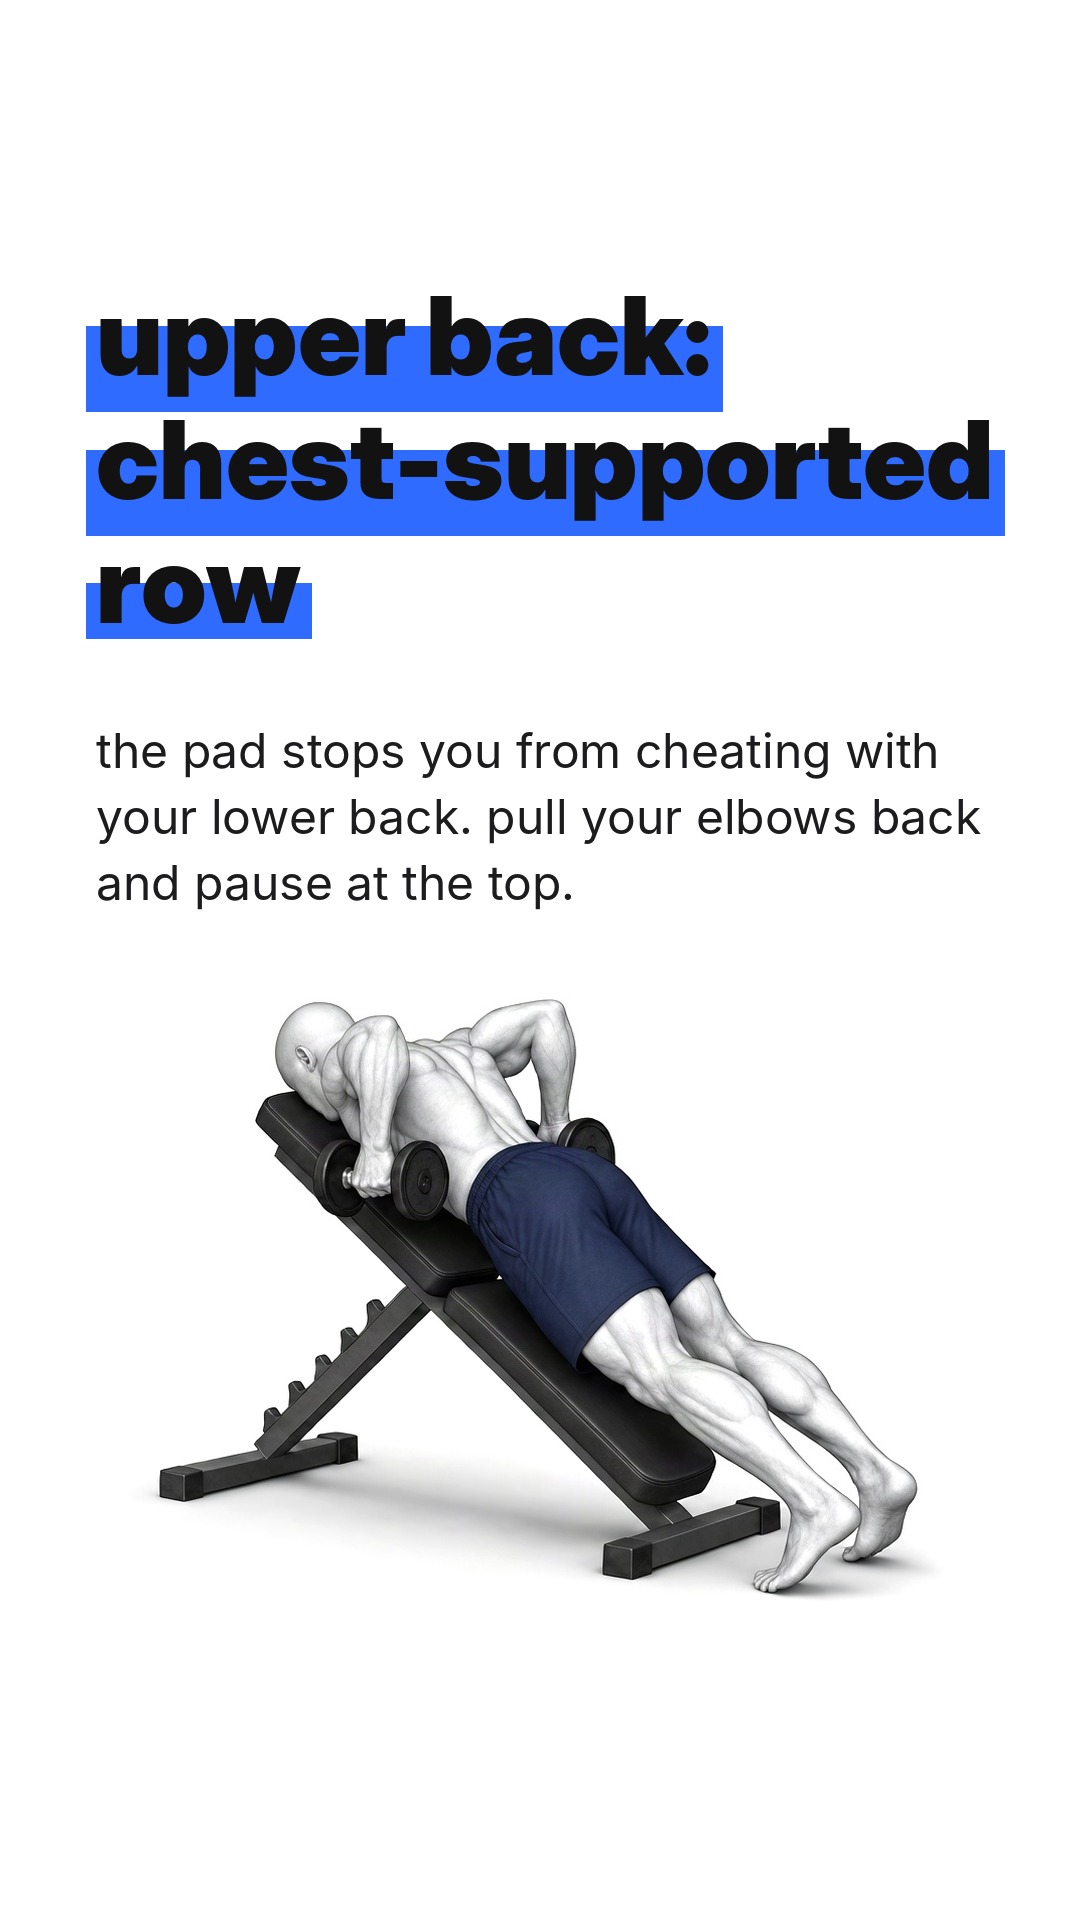 upper back:
chest-supported
row
the pad stops you from cheating with
your lower back. pull your elbows back
and pause at the top.